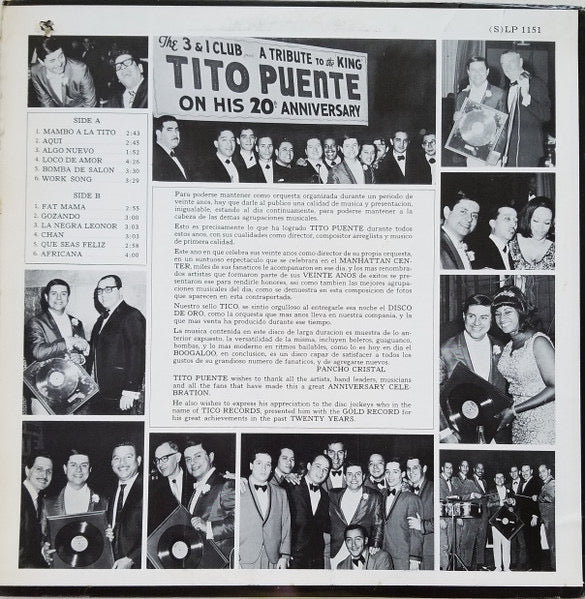 (S)LP 1151
The 3 & I CLUB A TRIBUTE to the KING
TITO PUENTE
ON HIS 20th ANNIVERSARY
SIDE A
1. MAMBO A LA TITO 2:43
2. AQUI 2:45
3. ALGO NUEVO 1:52
4. LOCO DE AMOR 4:26
5. BOMBA DE SALON 3:30
6. WORK SONG 3:29
SIDE B
1. FAT MAMA 2:55
2. GOZANDO 3:00
3. LA NEGRA LEONOR 3:03
4. CHAN 3:03
5. QUE SEAS FELIZ 2:58
6. AFRICANA 4:00
Para poderse mantener como orquesta organizada durante un periodo de
veinte anos, hay que darle al publico una calidad de musica y presentacion,
inigualable, estando al dia continuamente, para poderse mantener a la
cabeza de las demas agrupaciones musicales.
Esto es precisamente lo que ha logrado TITO PUENTE durante todos
estos anos, con sus cualidades como director, compositor arreglista y musico
de primera calidad.
Este ano en que celebra sus veinte anos como director de su propia orquesta,
en un suntuoso espectaculo que se celebrara en el MANHATTAN CEN-
TER, miles de sus fanaticos le acompanaron en ese dia, y los mas renombra-
dos artistas que formaron parte de sus VEINTE ANOS de exitos se pre-
sentaron ese para rendirle honores, asi como tambien las mejores agrupa-
ciones musicales del dia, como se demuestra en esta composicion de fotos
que aparecen en esta contraportada.
Nuestro sello TICO, se sintio orgulloso al entregarle esa noche el DISCO
DE ORO, como la orquesta que mas anos lleva en nuestra compania, y la
que mas venta ha producido durante ese tiempo.
La musica contenida en este disco de larga duracion es muestra de lo an-
terior expuesto, la versatilidad de la misma, incluyen boleros, guaguanco,
bombas, y lo mas moderno en ritmos bailables, como lo es hoy en dia el
BOOGALOO, en conclusion, es un disco capaz de satisfacer a todos los
gustos de su grandioso numero de fanaticos, y de agregarse nuevos.
PANCHO CRISTAL
TITO PUENTE wishes to thank all the artists, band leaders, musicians
and all the fans that have made this a great ANNIVERSARY CELE-
BRATION.
He also wishes to express his appreciation to the disc jockeys who in the
name of TICO RECORDS, presented him with the GOLD RECORD for
his great achievements in the past TWENTY YEARS.